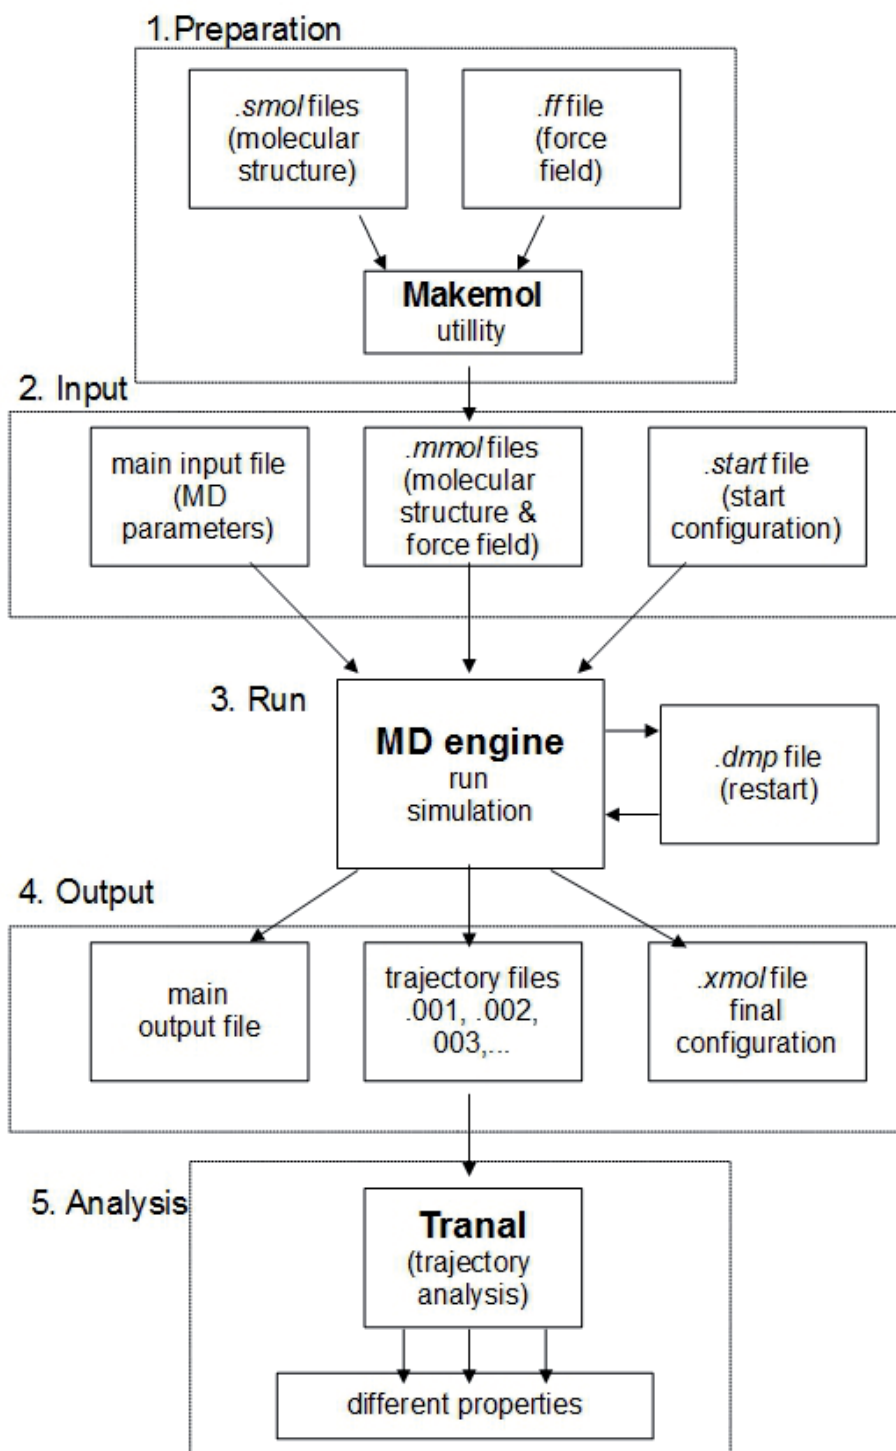 1.Preparation
.smol files
(molecular
structure)
.ff file
(force
field)
Makemol
utillity
2. Input
main input file
(MD
parameters)
.mmol files
(molecular
structure &
force field)
.start file
(start
configuration)
3. Run
MD engine
run
simulation
.dmp file
(restart)
4. Output
main
output file
trajectory files
.001, .002,
003,...
.xmol file
final
configuration
5. Analysis
Tranal
(trajectory
analysis)
different properties